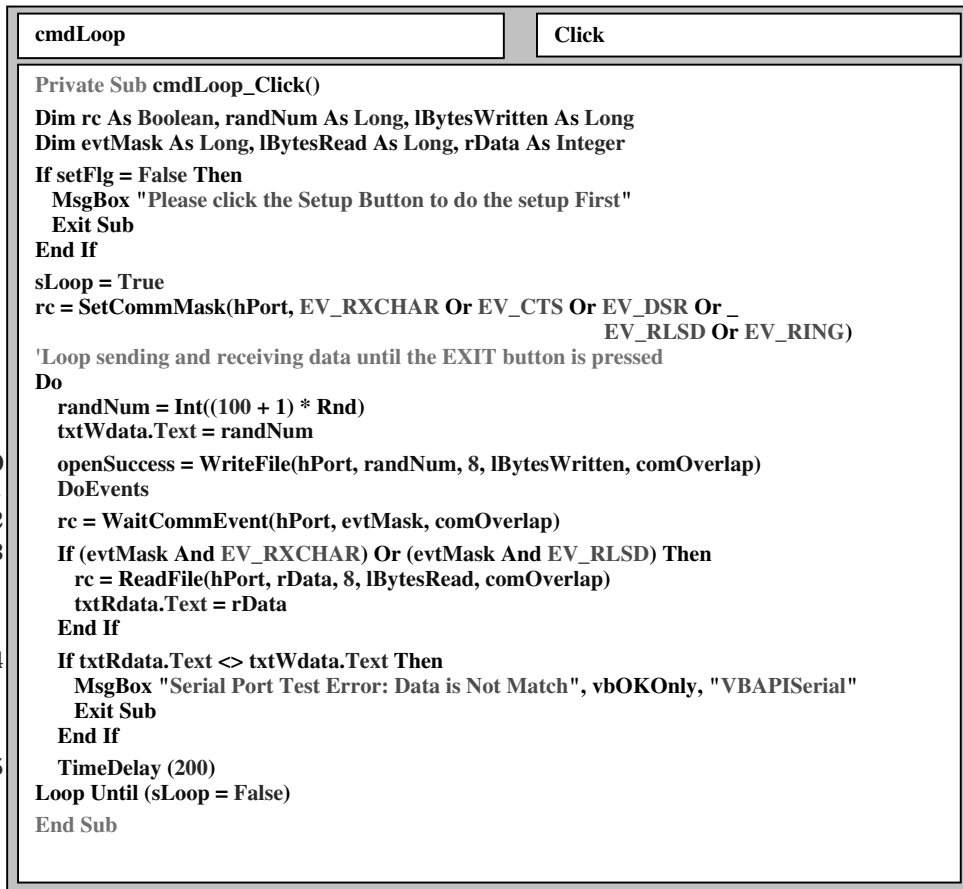 cmdLoop
Click
Private Sub cmdLoop_Click()
Dim rc As Boolean, randNum As Long, lBytesWritten As Long
Dim evtMask As Long, lBytesRead As Long, rData As Integer
If setFlg = False Then
MsgBox "Please click the Setup Button to do the setup First"
Exit Sub
End If
sLoop = True
rc = SetCommMask(hPort, EV_RXCHAR Or EV_CTS Or EV_DSR Or _
EV_RLSD Or EV_RING)
'Loop sending and receiving data until the EXIT button is pressed
Do
randNum = Int((100 + 1) * Rnd)
txtWdata.Text = randNum
openSuccess = WriteFile(hPort, randNum, 8, lBytesWritten, comOverlap)
DoEvents
rc = WaitCommEvent(hPort, evtMask, comOverlap)
If (evtMask And EV_RXCHAR) Or (evtMask And EV_RLSD) Then
rc = ReadFile(hPort, rData, 8, lBytesRead, comOverlap)
txtRdata.Text = rData
End If
If txtRdata.Text <> txtWdata.Text Then
MsgBox "Serial Port Test Error: Data is Not Match", vbOKOnly, "VBAPISerial"
Exit Sub
End If
TimeDelay (200)
Loop Until (sLoop = False)
End Sub